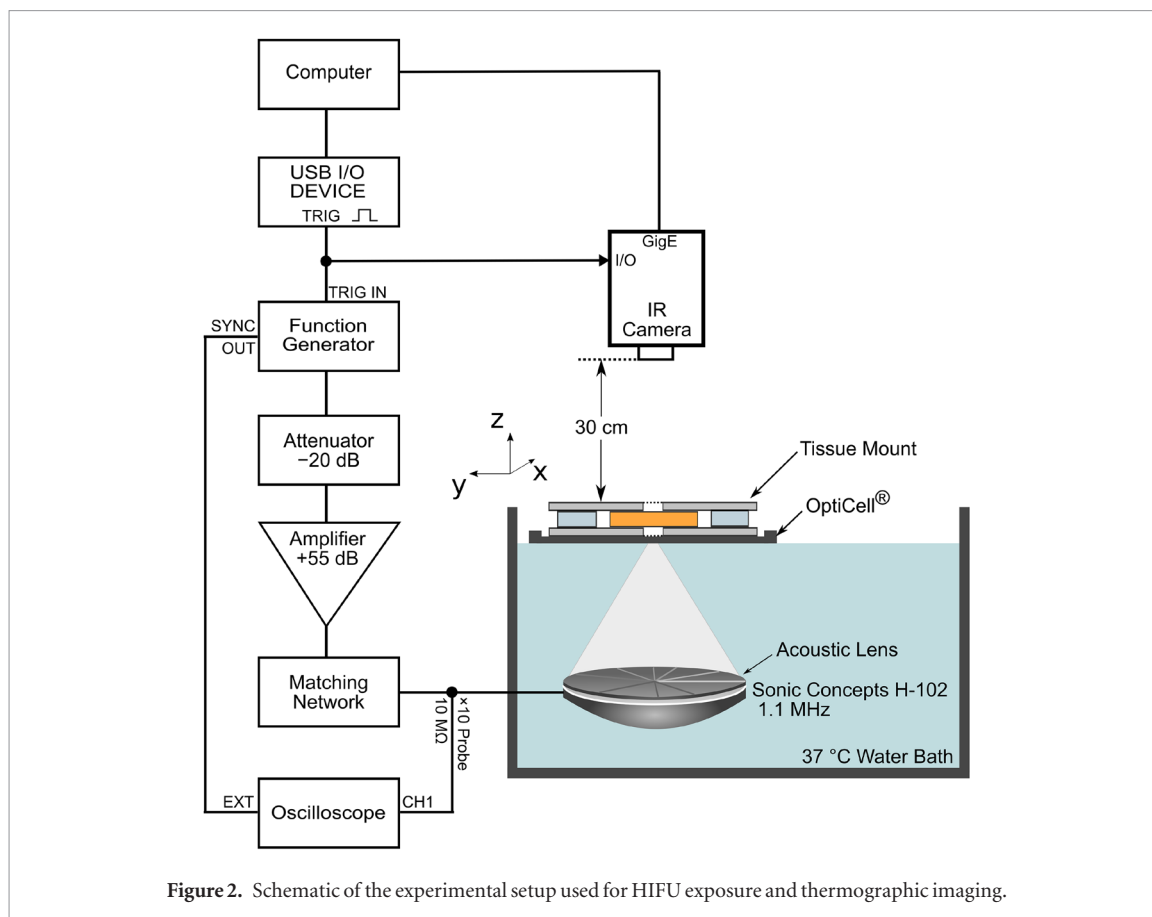 Computer
USB I/O
DEVICE
TRIG
GigE
I/O
IR
Camera
TRIG IN
SYNC
OUT
Function
Generator
30 cm
Attenuator
−20 dB
z
y
x
Tissue Mount
OptiCell®
Amplifier
+55 dB
Acoustic Lens
Matching
Network
Sonic Concepts H-102
1.1 MHz
×10 Probe
10 MΩ
37 °C Water Bath
EXT
Oscilloscope
CH1
Figure 2. Schematic of the experimental setup used for HIFU exposure and thermographic imaging.